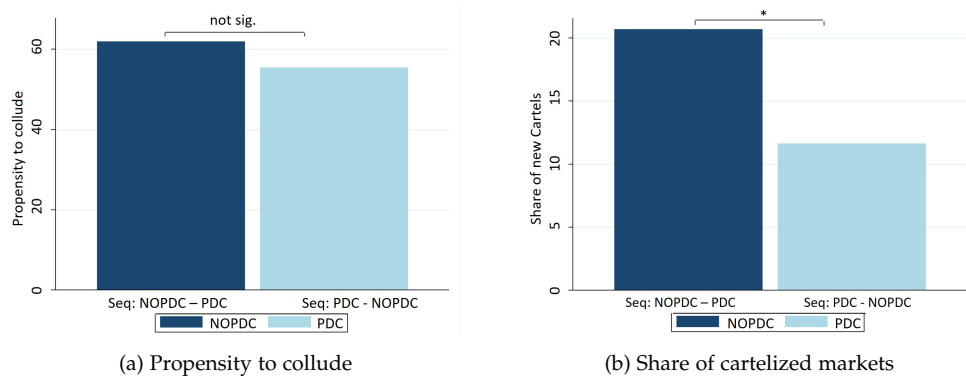 not sig.
Propensity to collude
60
40
20
0
Seq: NOPDC – PDC Seq: PDC - NOPDC
NOPDC PDC
(a) Propensity to collude
*
Share of new Cartels
20
15
10
5
0
Seq: NOPDC – PDC Seq: PDC - NOPDC
NOPDC PDC
(b) Share of cartelized markets